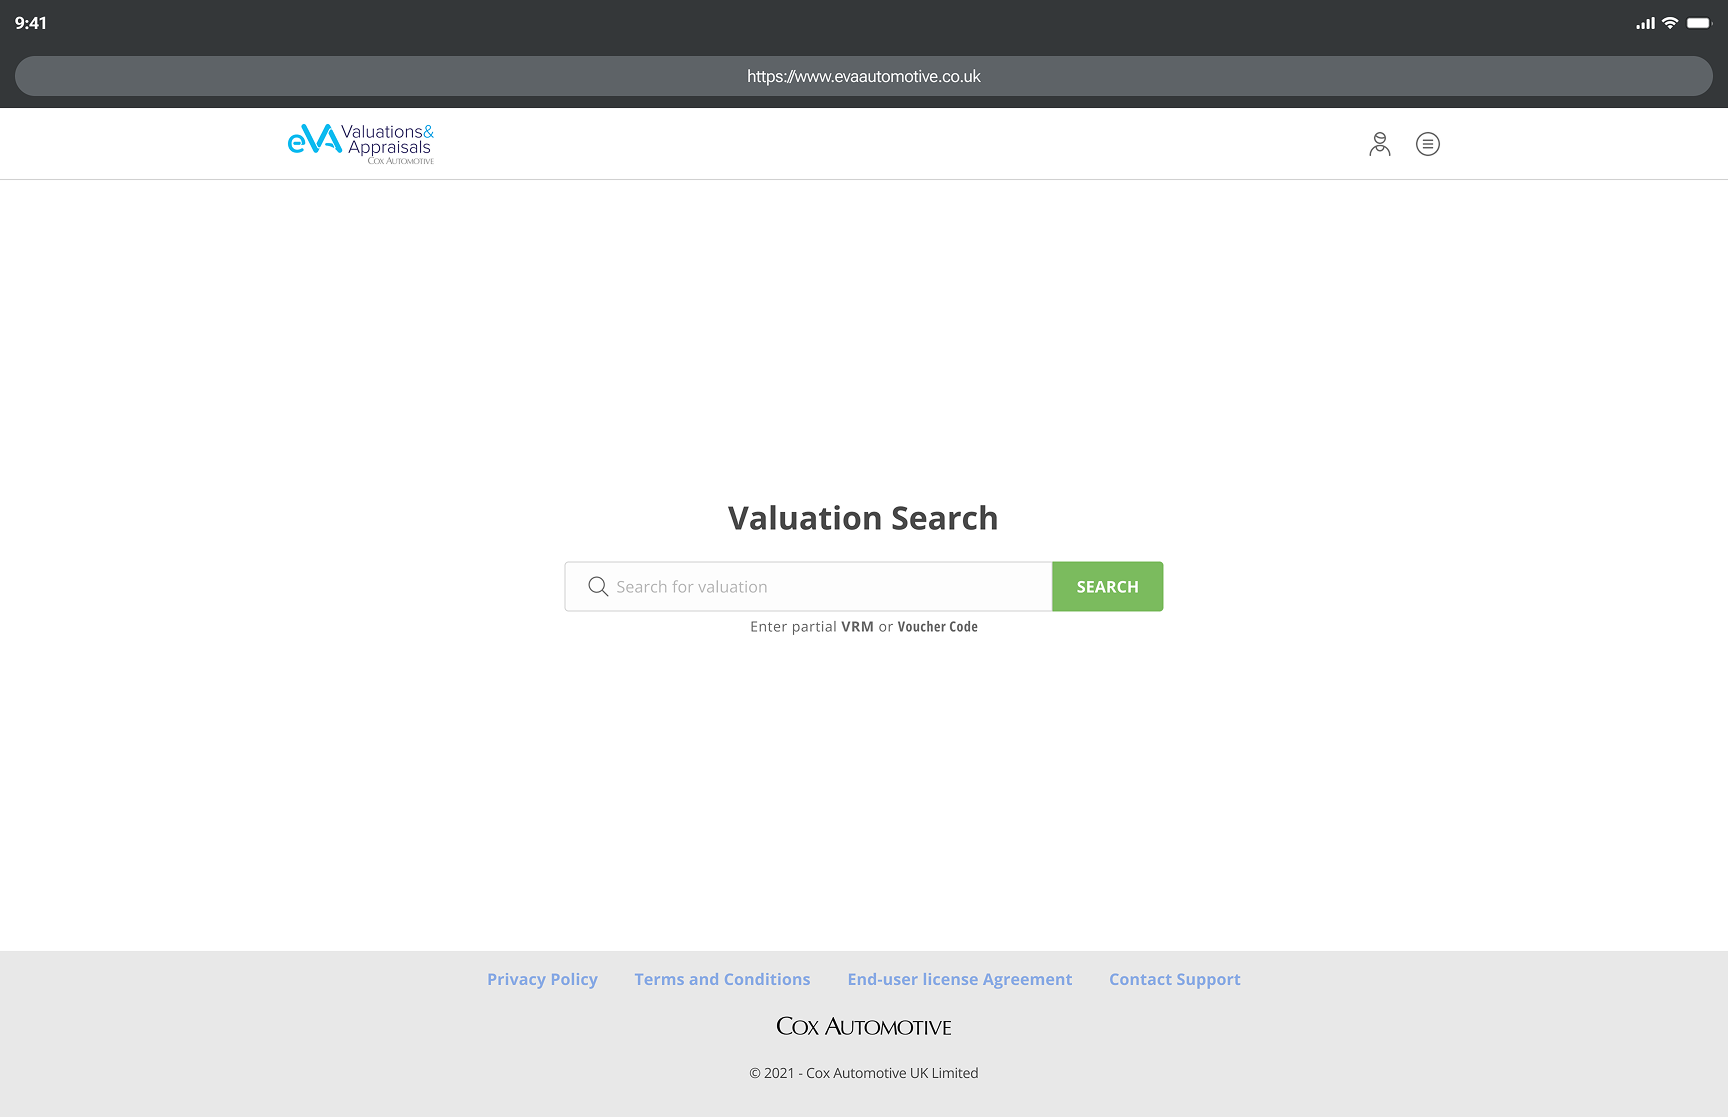 9:41
https://www.evaautomotive.co.uk
eVA Valuations&
Appraisals
COX AUTOMOTIVE
Valuation Search
Search for valuation
SEARCH
Enter partial VRM or Voucher Code
Privacy Policy Terms and Conditions End-user license Agreement Contact Support
COX AUTOMOTIVE
© 2021 - Cox Automotive UK Limited